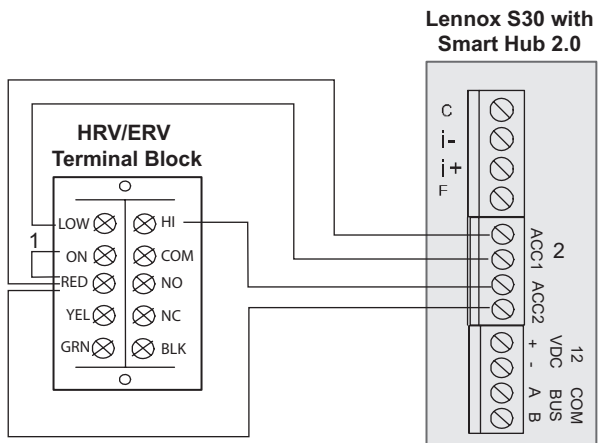 Lennox S30 with
Smart Hub 2.0
HRV/ERV
Terminal Block
LOW
HI
1
ON
COM
RED
NO
YEL
NC
GRN
BLK
C
i-
i+
F
ACC1
2
ACC2
+ VDC 12
-
A BUS COM
B